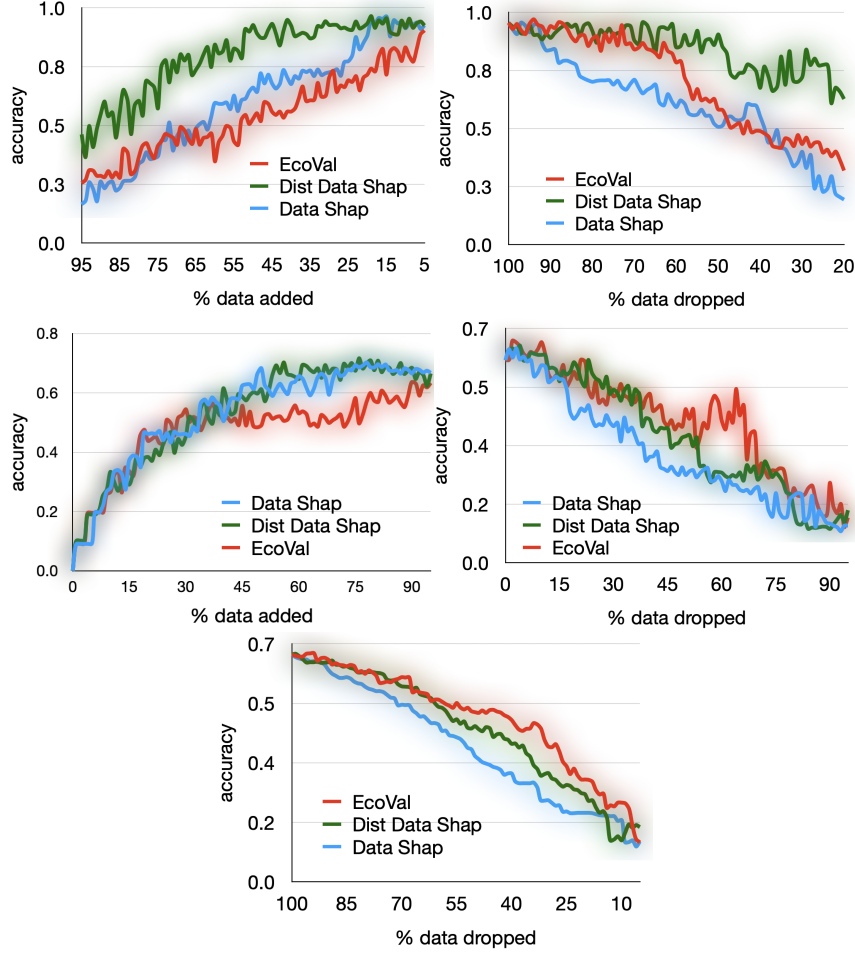 1.0
0.8
0.5
0.3
0.0
accuracy
EcoVal
Dist Data Shap
Data Shap
95 85 75 65 55 45 35 25 15 5
% data added
1.0
0.8
0.5
0.3
0.0
accuracy
EcoVal
Dist Data Shap
Data Shap
100 90 80 70 60 50 40 30 20
% data dropped
0.8
0.6
0.4
0.2
0.0
accuracy
Data Shap
Dist Data Shap
EcoVal
0 15 30 45 60 75 90
% data added
0.7
0.5
0.4
0.2
0.0
accuracy
Data Shap
Dist Data Shap
EcoVal
0 15 30 45 60 75 90
% data dropped
0.7
0.5
0.4
0.2
0.0
accuracy
EcoVal
Dist Data Shap
Data Shap
100 85 70 55 40 25 10
% data dropped